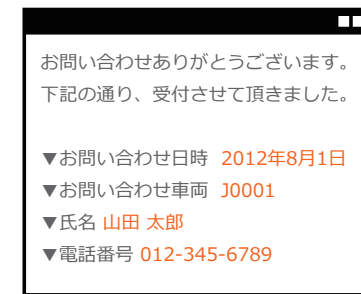 お問い合わせありがとうございます。
下記の通り、受付させて頂きました。
▼お問い合わせ日時 2012年8月1日
▼お問い合わせ車両 J0001
▼氏名 山田 太郎
▼電話番号 012-345-6789